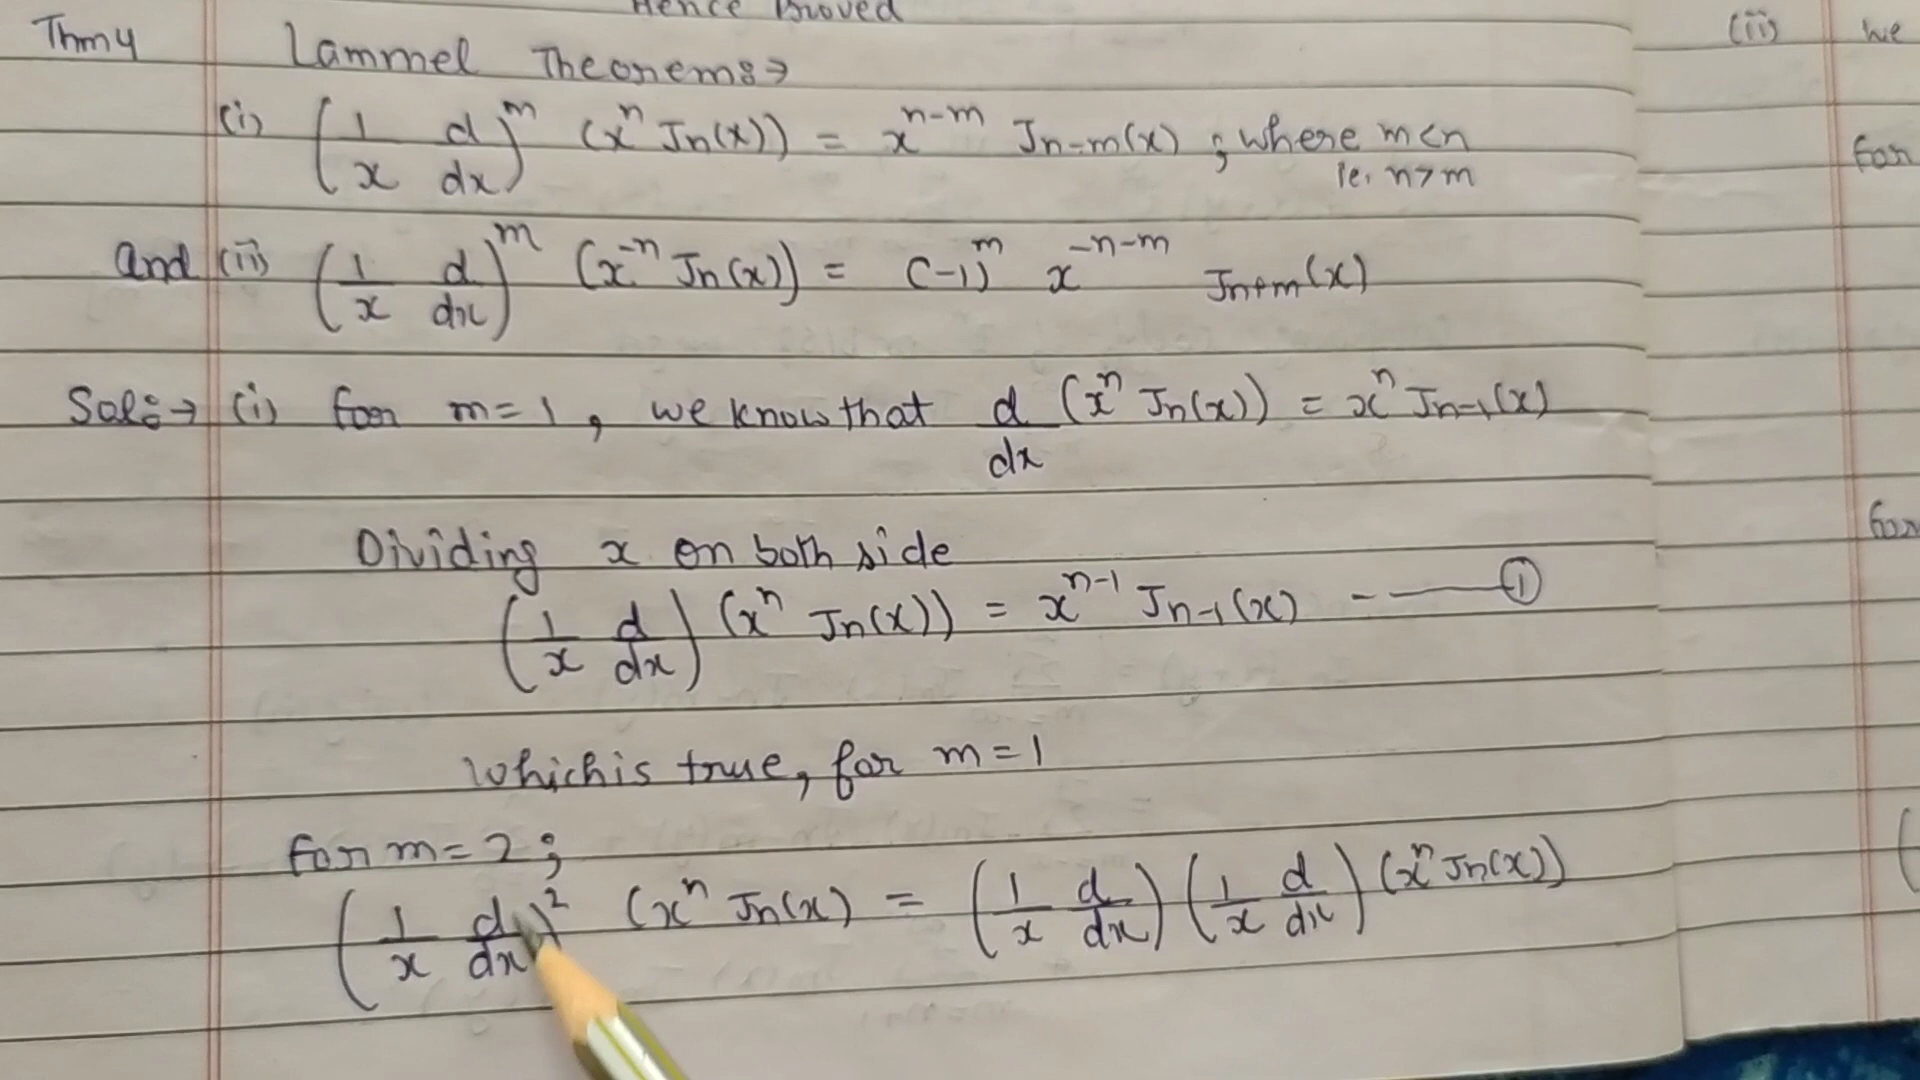 Hence Proved
Thm4 Lammel Theorems→
(i) (1/x d/dx)^m (x^n Jn(x)) = x^{n-m} Jn-m(x) ; where m<n
ie. n>m
And (ii) (1/x d/dx)^m (x^{-n} Jn(x)) = (-1)^m x^{-n-m} Jn+m(x)
Sol:→ (i) for m=1, we know that d/dx (x^n Jn(x)) = x^n Jn-1(x)
Dividing x on both side
(1/x d/dx) (x^n Jn(x)) = x^{n-1} Jn-1(x) -——①
Which is true, for m=1
for m=2;
(1/x d/dx)^2 (x^n Jn(x) = (1/x d/dx) (1/x d/dx) (x^n Jn(x))
(ii) we
for
for
(